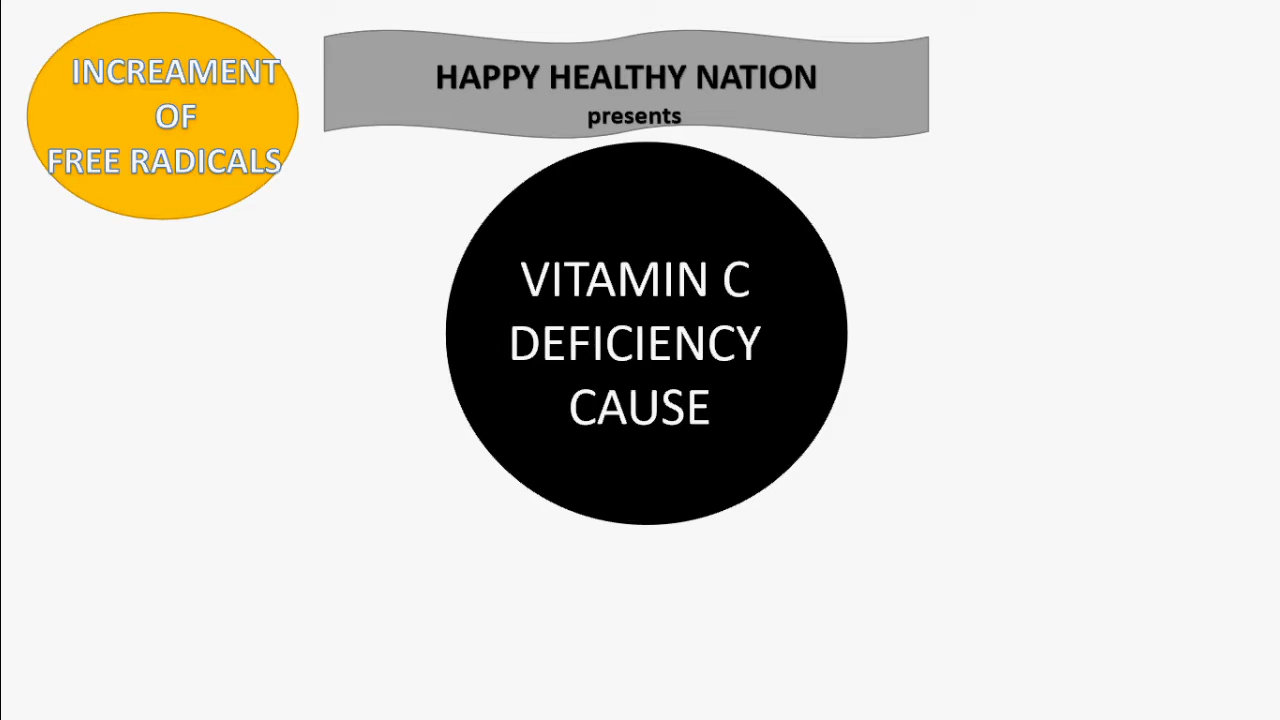 INCREAMENT
OF
FREE RADICALS
HAPPY HEALTHY NATION
presents
VITAMIN C
DEFICIENCY
CAUSE